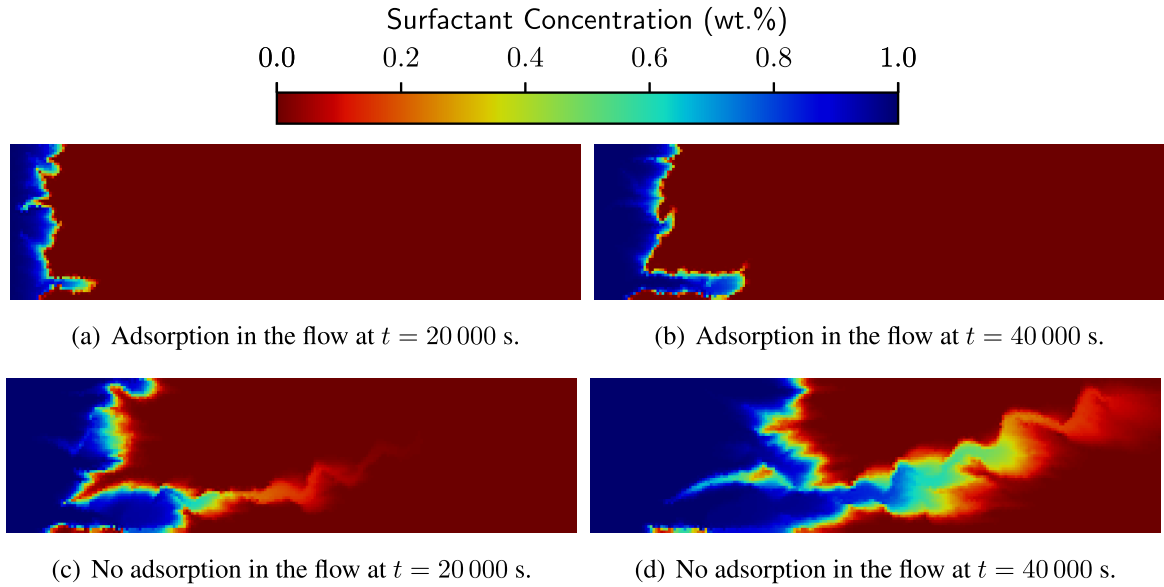 Surfactant Concentration (wt.%)
0.0 0.2 0.4 0.6 0.8 1.0
(a) Adsorption in the flow at t = 20 000 s.
(b) Adsorption in the flow at t = 40 000 s.
(c) No adsorption in the flow at t = 20 000 s.
(d) No adsorption in the flow at t = 40 000 s.